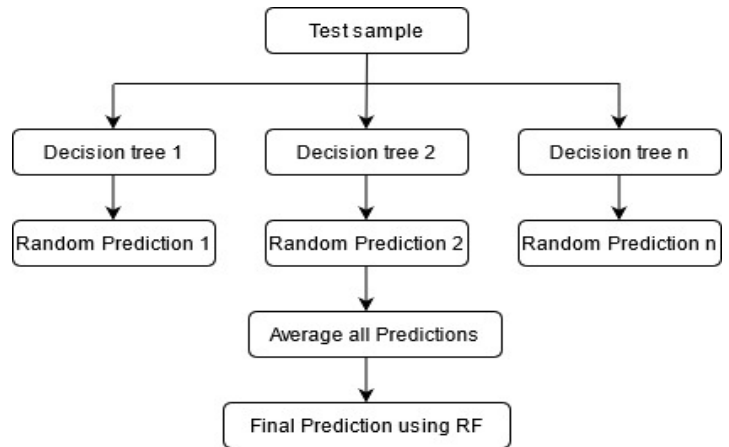 Test sample
Decision tree 1
Decision tree 2
Decision tree n
Random Prediction 1
Random Prediction 2
Random Prediction n
Average all Predictions
Final Prediction using RF